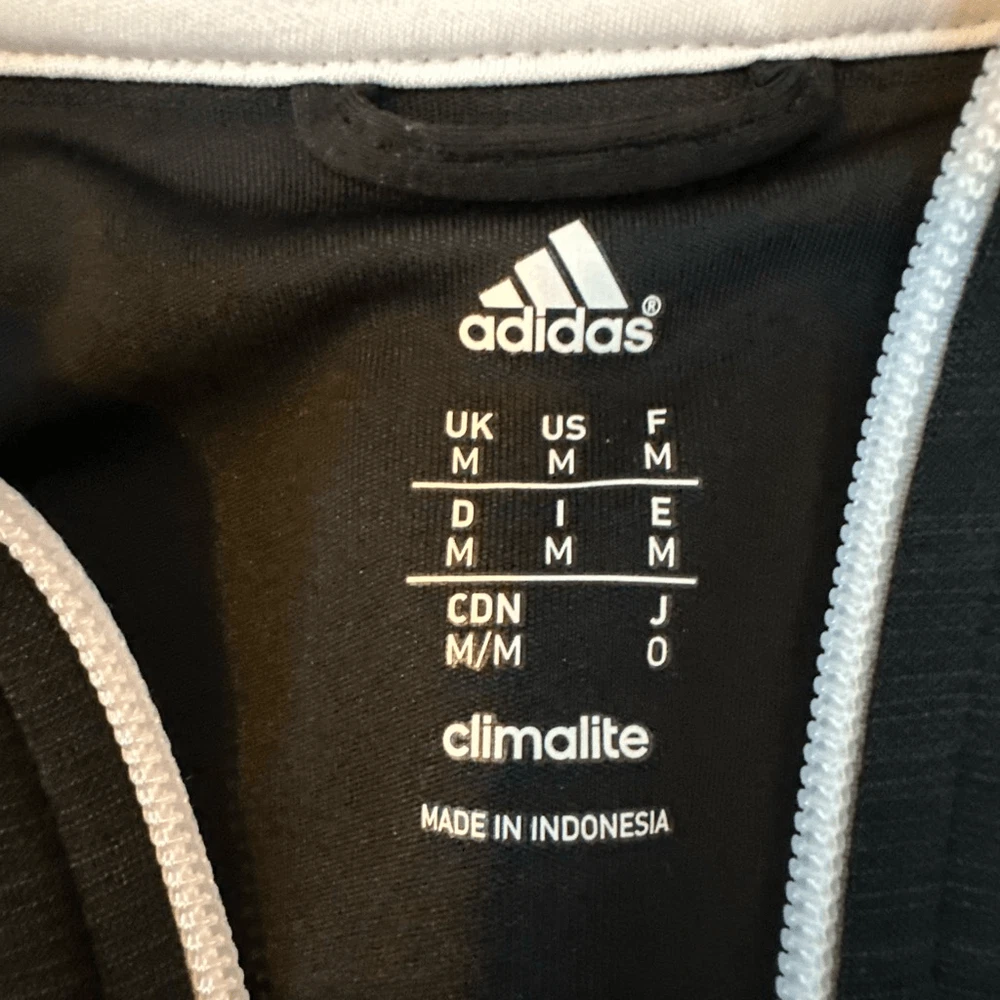 adidas®
UK US F
M M M
D I E
M M M
CDN J
M/M O
climalite
MADE IN INDONESIA